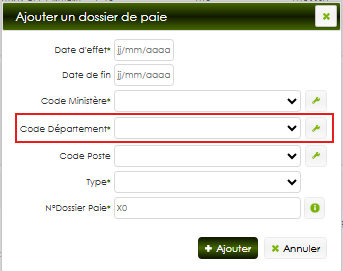 Ajouter un dossier de paie
Date d'effet* jj/mm/aaaa
Date de fin jj/mm/aaaa
Code Ministère*
Code Département*
Code Poste
Type*
N°Dossier Paie* X0
Ajouter Annuler